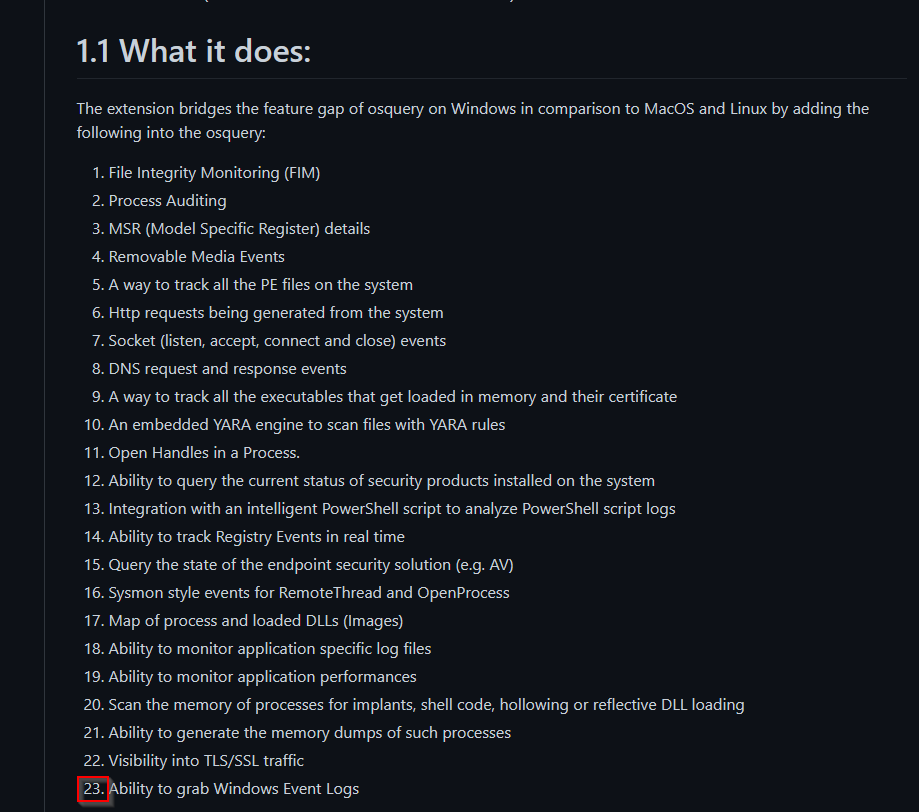 1.1 What it does:
The extension bridges the feature gap of osquery on Windows in comparison to MacOS and Linux by adding the
following into the osquery:
1. File Integrity Monitoring (FIM)
2. Process Auditing
3. MSR (Model Specific Register) details
4. Removable Media Events
5. A way to track all the PE files on the system
6. Http requests being generated from the system
7. Socket (listen, accept, connect and close) events
8. DNS request and response events
9. A way to track all the executables that get loaded in memory and their certificate
10. An embedded YARA engine to scan files with YARA rules
11. Open Handles in a Process.
12. Ability to query the current status of security products installed on the system
13. Integration with an intelligent PowerShell script to analyze PowerShell script logs
14. Ability to track Registry Events in real time
15. Query the state of the endpoint security solution (e.g. AV)
16. Sysmon style events for RemoteThread and OpenProcess
17. Map of process and loaded DLLs (Images)
18. Ability to monitor application specific log files
19. Ability to monitor application performances
20. Scan the memory of processes for implants, shell code, hollowing or reflective DLL loading
21. Ability to generate the memory dumps of such processes
22. Visibility into TLS/SSL traffic
23. Ability to grab Windows Event Logs